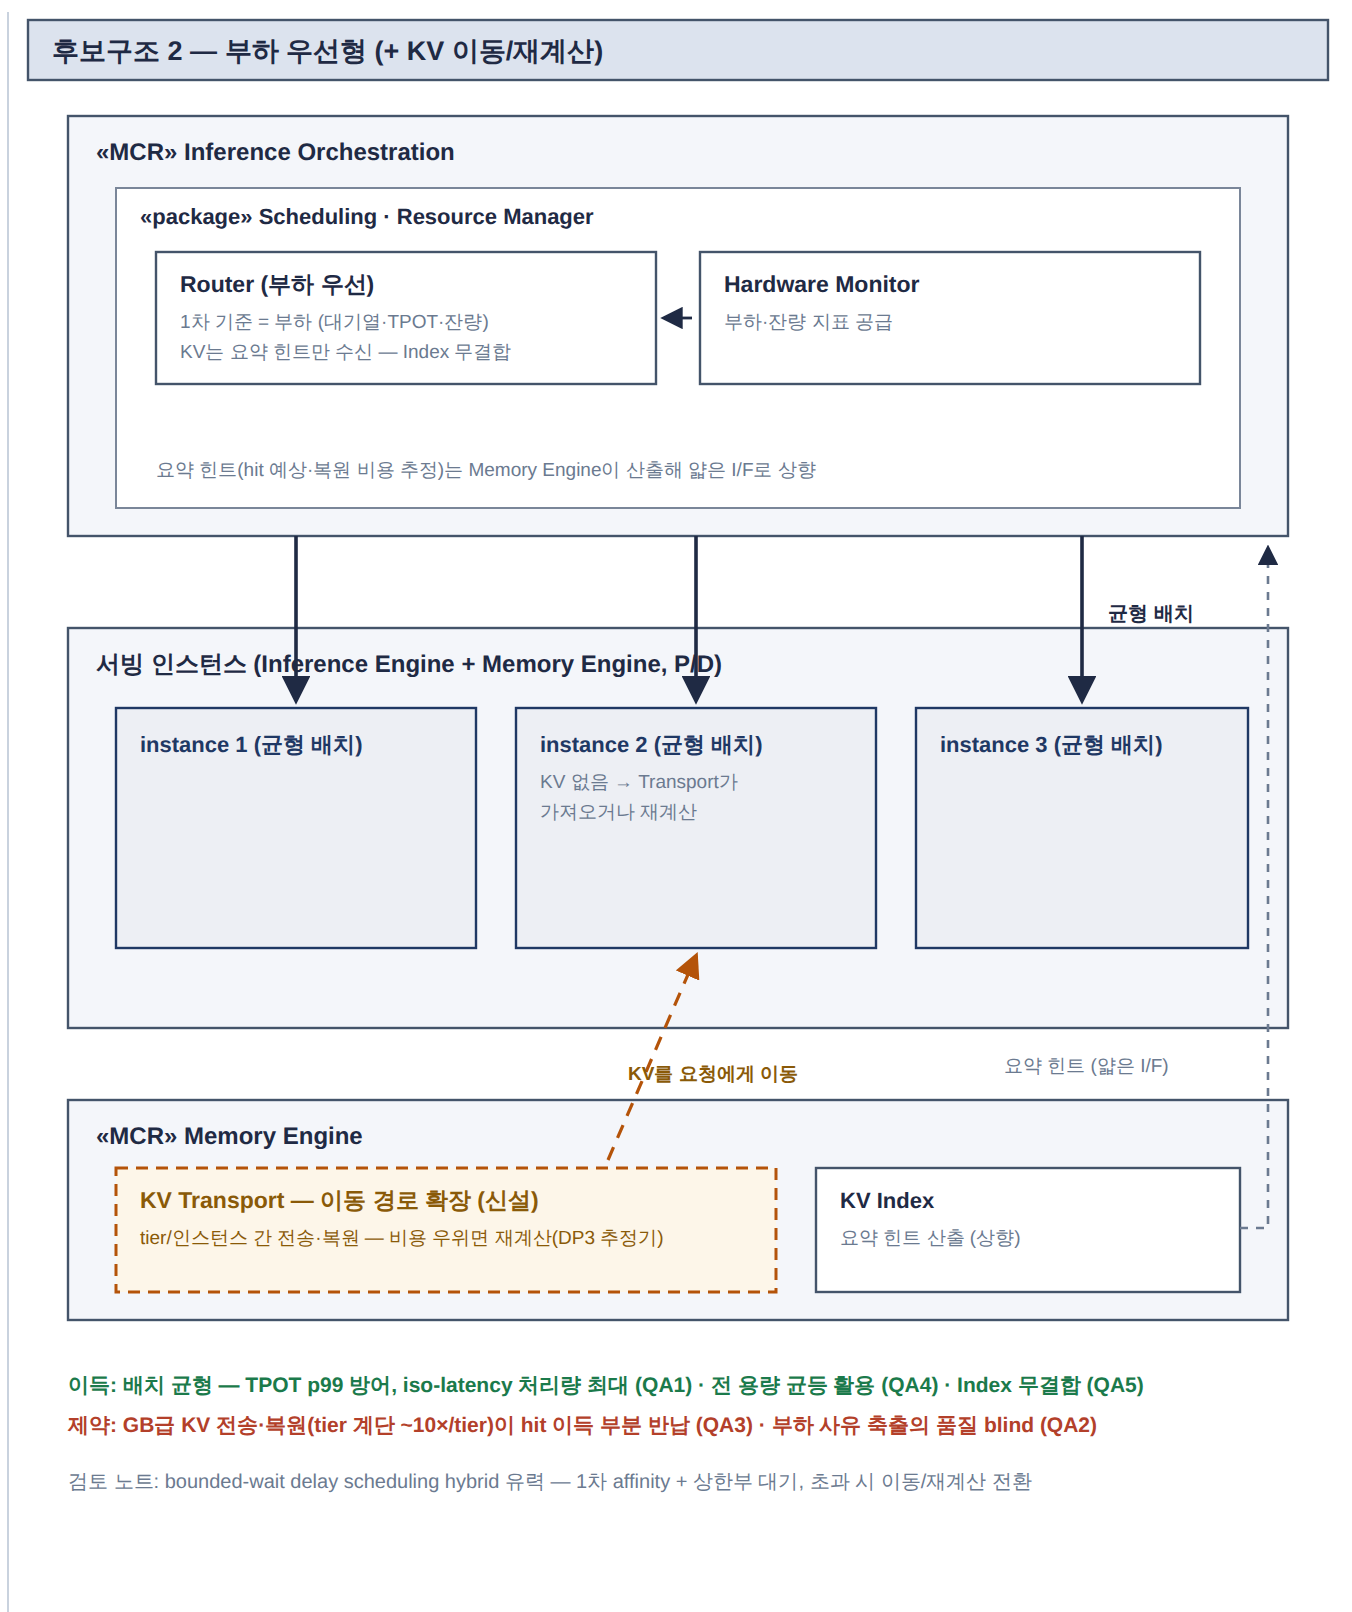 후보구조 2 — 부하 우선형 (+ KV 이동/재계산)
«MCR» Inference Orchestration
«package» Scheduling · Resource Manager
Router (부하 우선)
1차 기준 = 부하 (대기열·TPOT·잔량)
KV는 요약 힌트만 수신 — Index 무결합
Hardware Monitor
부하·잔량 지표 공급
요약 힌트(hit 예상·복원 비용 추정)는 Memory Engine이 산출해 얇은 I/F로 상향
균형 배치
서빙 인스턴스 (Inference Engine + Memory Engine, P/D)
instance 1 (균형 배치)
instance 2 (균형 배치)
KV 없음 → Transport가
가져오거나 재계산
instance 3 (균형 배치)
KV를 요청에게 이동
요약 힌트 (얇은 I/F)
«MCR» Memory Engine
KV Transport — 이동 경로 확장 (신설)
tier/인스턴스 간 전송·복원 — 비용 우위면 재계산(DP3 추정기)
KV Index
요약 힌트 산출 (상향)
이득: 배치 균형 — TPOT p99 방어, iso-latency 처리량 최대 (QA1) · 전 용량 균등 활용 (QA4) · Index 무결합 (QA5)
제약: GB급 KV 전송·복원(tier 계단 ~10×/tier)이 hit 이득 부분 반납 (QA3) · 부하 사유 축출의 품질 blind (QA2)
검토 노트: bounded-wait delay scheduling hybrid 유력 — 1차 affinity + 상한부 대기, 초과 시 이동/재계산 전환